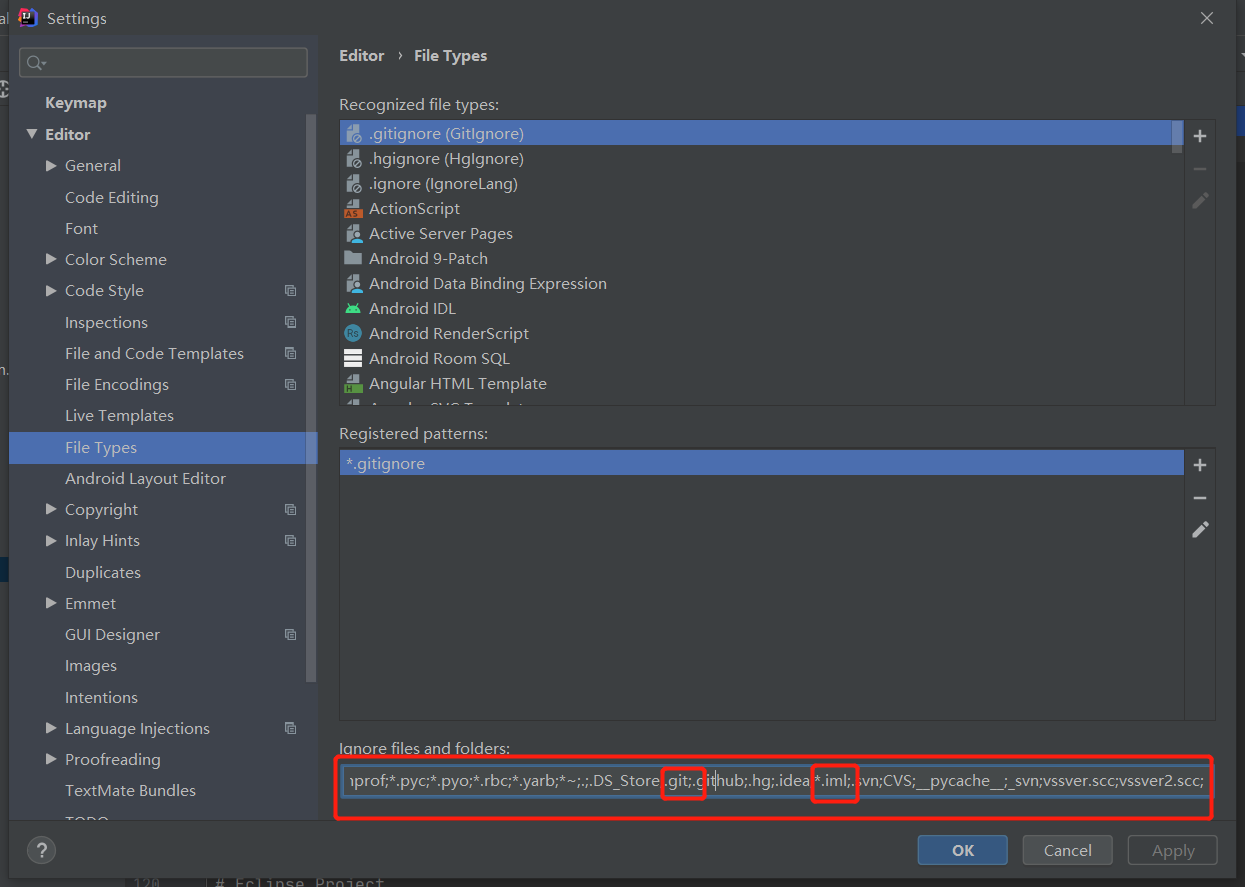 Settings
Editor › File Types
Keymap
Editor
General
Code Editing
Font
Color Scheme
Code Style
Inspections
File and Code Templates
File Encodings
Live Templates
File Types
Android Layout Editor
Copyright
Inlay Hints
Duplicates
Emmet
GUI Designer
Images
Intentions
Language Injections
Proofreading
TextMate Bundles
TODO
Recognized file types:
.gitignore (GitIgnore)
.hgignore (HgIgnore)
.ignore (IgnoreLang)
ActionScript
Active Server Pages
Android 9-Patch
Android Data Binding Expression
Android IDL
Android RenderScript
Android Room SQL
Angular HTML Template
Registered patterns:
*.gitignore
Ignore files and folders:
nprof;*.pyc;*.pyo;*.rbc;*.yarb;*~;.;.DS_Store;.git;.github;.hg;.idea;*.iml;.svn;CVS;__pycache__;_svn;vssver.scc;vssver2.scc;
?
OK
Cancel
Apply
120 # Eclipse Project